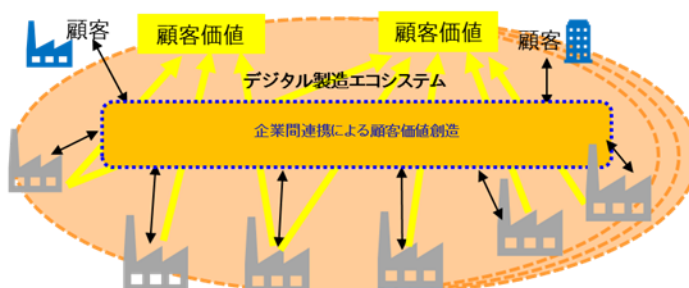 顧客
顧客価値
顧客価値
顧客
デジタル製造エコシステム
企業間連携による顧客価値創造